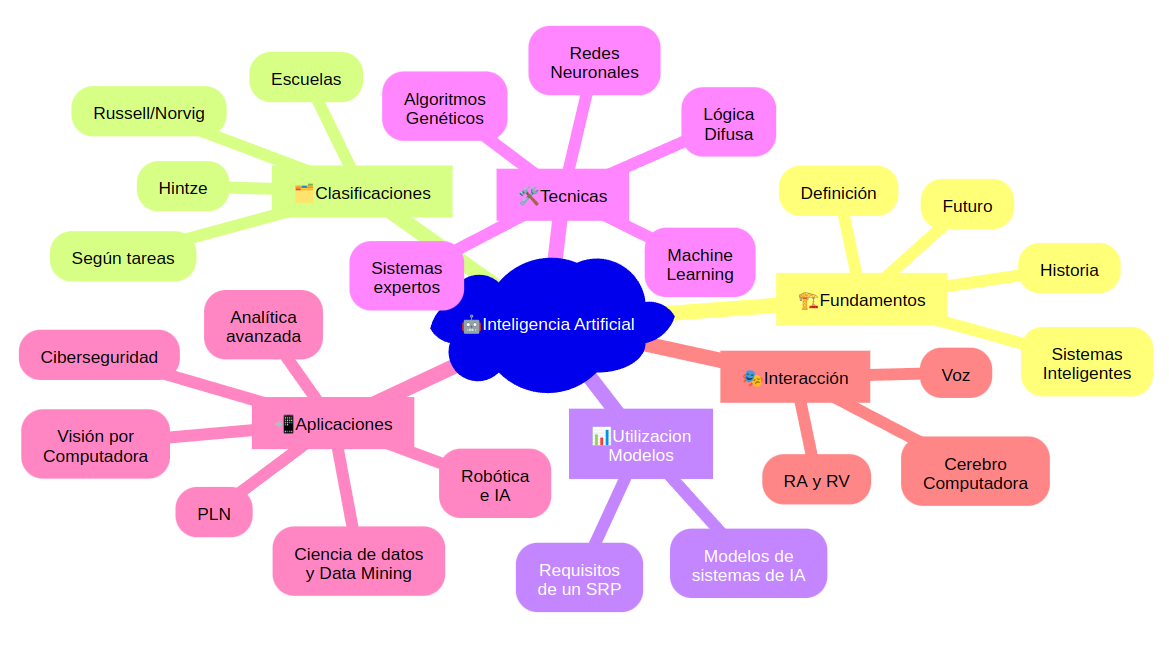 🤖Inteligencia Artificial
🗂️Clasificaciones
Escuelas
Russell/Norvig
Hintze
Según tareas
🛠️Tecnicas
Algoritmos
Genéticos
Redes
Neuronales
Lógica
Difusa
Sistemas
expertos
Machine
Learning
🏗️Fundamentos
Definición
Futuro
Historia
Sistemas
Inteligentes
🎭Interacción
Voz
RA y RV
Cerebro
Computadora
📊Utilizacion
Modelos
Requisitos
de un SRP
Modelos de
sistemas de IA
📲Aplicaciones
Analítica
avanzada
Ciberseguridad
Visión por
Computadora
PLN
Ciencia de datos
y Data Mining
Robótica
e IA